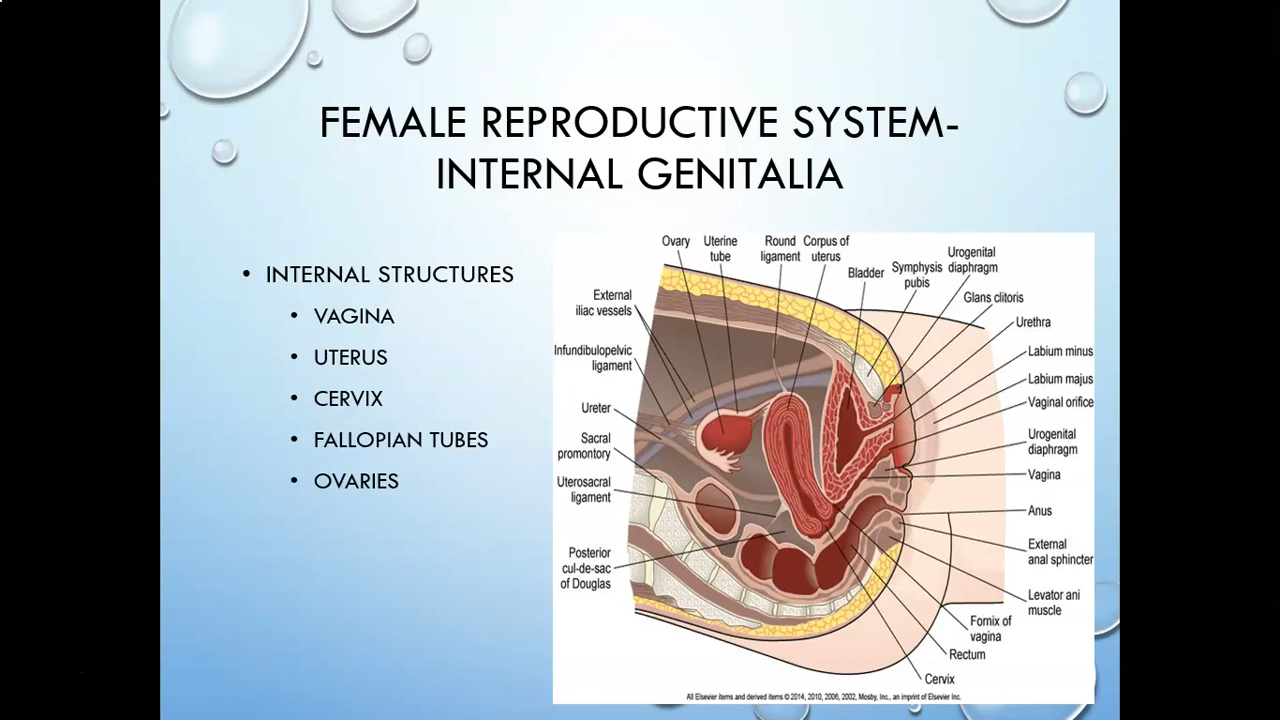 FEMALE REPRODUCTIVE SYSTEM-
INTERNAL GENITALIA
• INTERNAL STRUCTURES
• VAGINA
• UTERUS
• CERVIX
• FALLOPIAN TUBES
• OVARIES
Ovary
Uterine
tube
Round
ligament
Corpus of
uterus
Bladder
Symphysis
pubis
Urogenital
diaphragm
Glans clitoris
Urethra
Labium minus
Labium majus
Vaginal orifice
Urogenital
diaphragm
Vagina
Anus
External
anal sphincter
Levator ani
muscle
Fornix of
vagina
Rectum
Cervix
External
iliac vessels
Infundibulopelvic
ligament
Ureter
Sacral
promontory
Uterosacral
ligament
Posterior
cul-de-sac
of Douglas
All Elsevier items and derived items © 2014, 2010, 2006, 2002, Mosby, Inc., an imprint of Elsevier Inc.